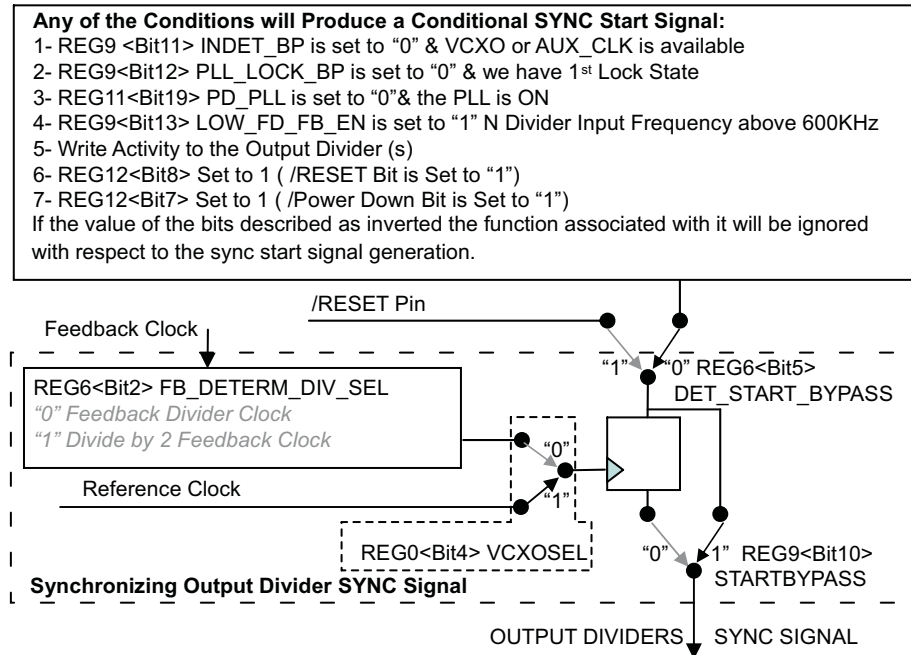 Any of the Conditions will Produce a Conditional SYNC Start Signal:
1- REG9 <Bit11> INDET_BP is set to “0” & VCXO or AUX_CLK is available
2- REG9<Bit12> PLL_LOCK_BP is set to “0” & we have 1st Lock State
3- REG11<Bit19> PD_PLL is set to “0”& the PLL is ON
4- REG9<Bit13> LOW_FD_FB_EN is set to “1” N Divider Input Frequency above 600KHz
5- Write Activity to the Output Divider (s)
6- REG12<Bit8> Set to 1 ( /RESET Bit is Set to “1”)
7- REG12<Bit7> Set to 1 ( /Power Down Bit is Set to “1”)
If the value of the bits described as inverted the function associated with it will be ignored
with respect to the sync start signal generation.
/RESET Pin
Feedback Clock
“1” “0” REG6<Bit5>
DET_START_BYPASS
REG6<Bit2> FB_DETERM_DIV_SEL
“0” Feedback Divider Clock
“1” Divide by 2 Feedback Clock
“0”
Reference Clock
“1”
REG0<Bit4> VCXOSEL
“0” 1” REG9<Bit10>
STARTBYPASS
Synchronizing Output Divider SYNC Signal
OUTPUT DIVIDERS SYNC SIGNAL